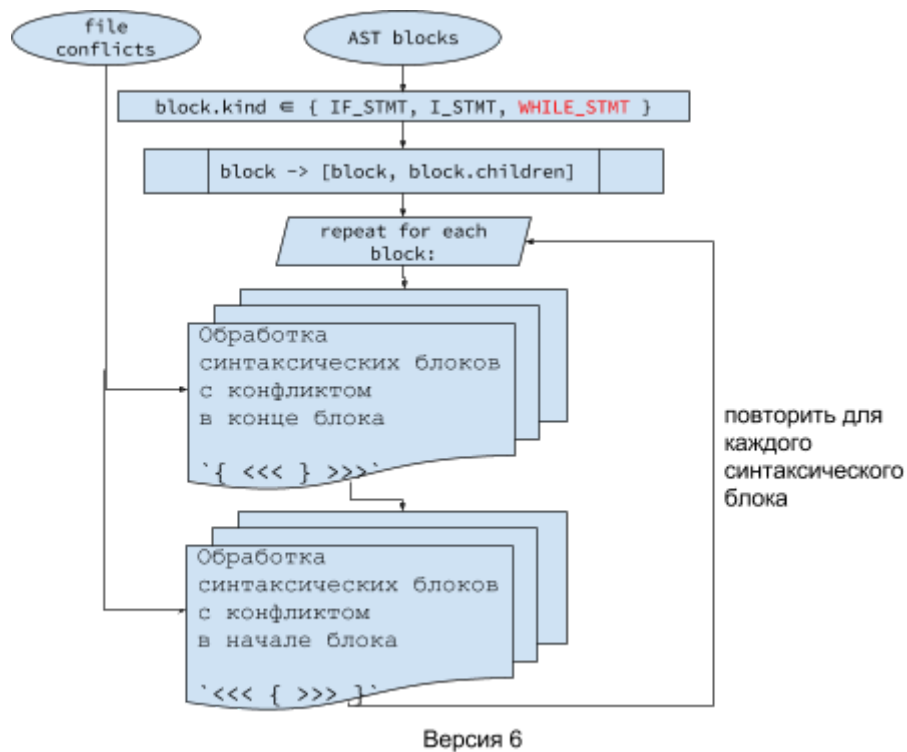 file
conflicts
AST blocks
block.kind ∈ { IF_STMT, I_STMT, WHILE_STMT }
block -> [block, block.children]
repeat for each
block:
Обработка
синтаксических блоков
с конфликтом
в конце блока
`{ <<< } >>>`
повторить для
каждого
синтаксического
блока
Обработка
синтаксических блоков
с конфликтом
в начале блока
`<<< { >>> }`
Версия 6